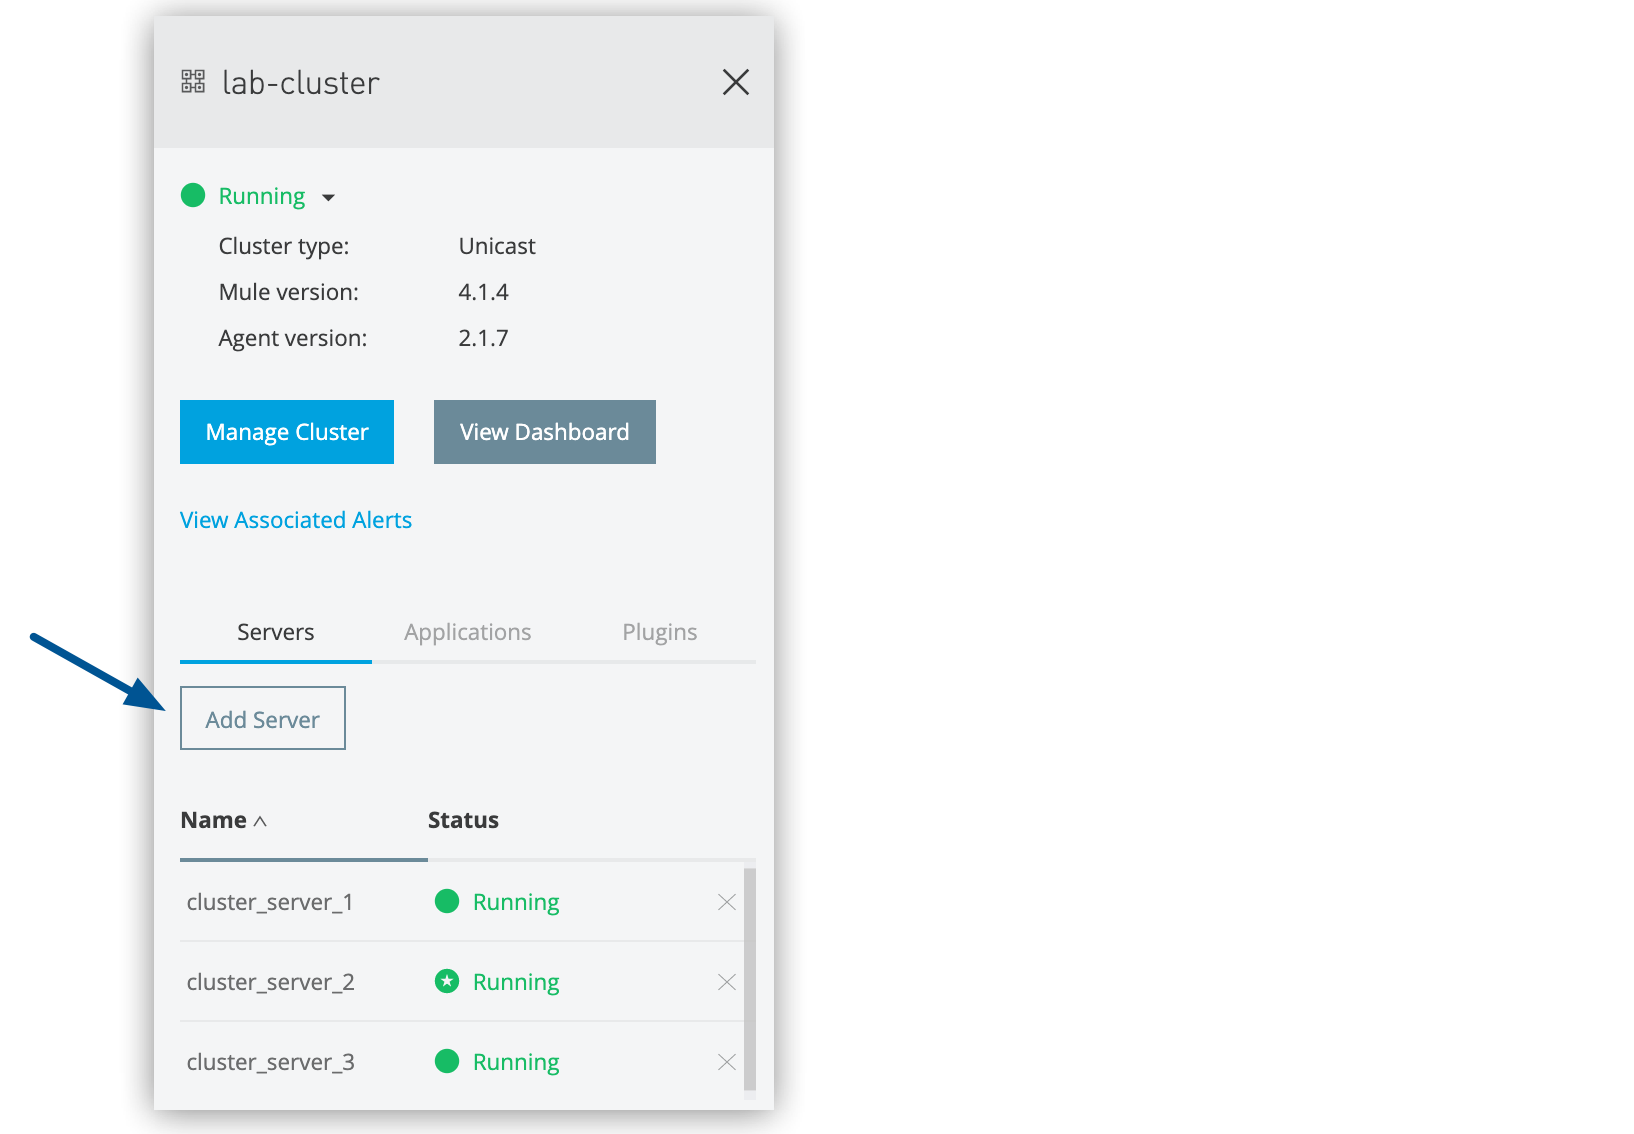 lab-cluster
Running
Cluster type: Unicast
Mule version: 4.1.4
Agent version: 2.1.7
Manage Cluster View Dashboard
View Associated Alerts
Servers Applications Plugins
Add Server
Name Status
cluster_server_1 Running
cluster_server_2 Running
cluster_server_3 Running